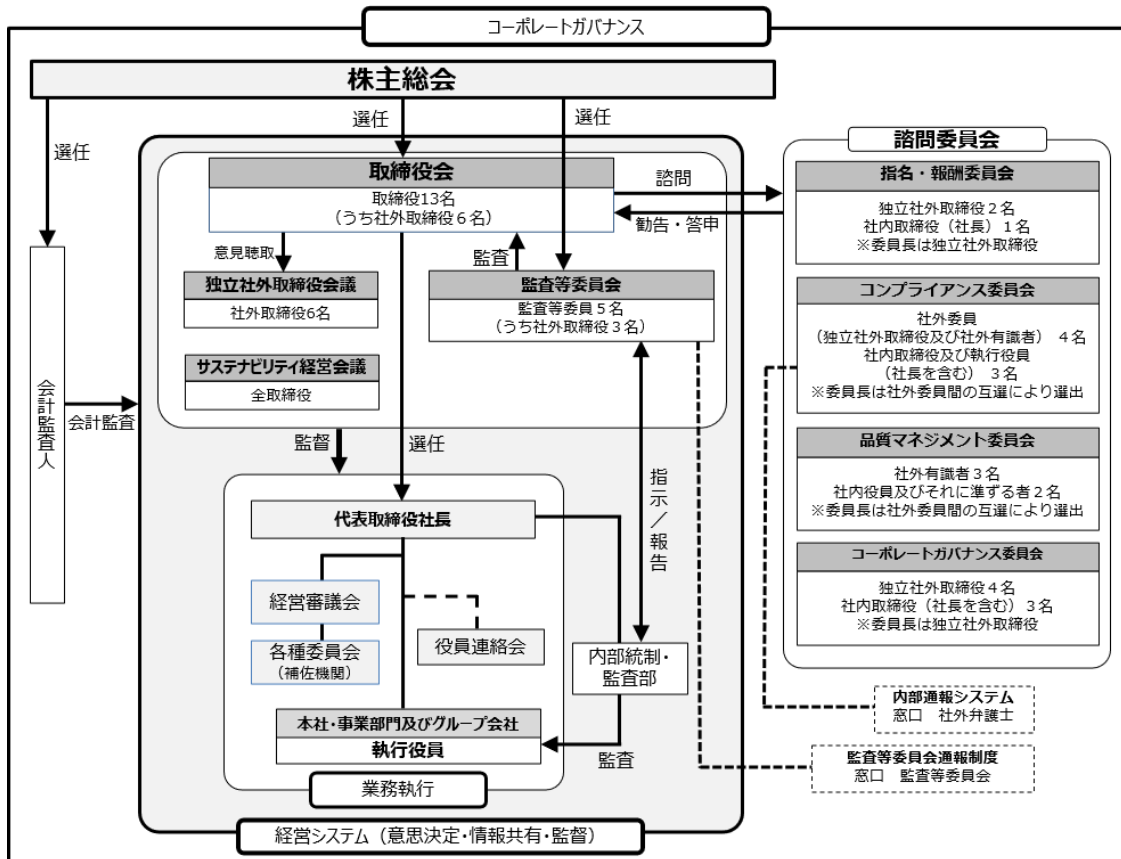 コーポレートガバナンス
株主総会
選任
選任
選任
取締役会
取締役13名
（うち社外取締役６名）
諮問
勧告・答申
意見聴取
監査
独立社外取締役会議
社外取締役6名
監査等委員会
監査等委員５名
（うち社外取締役３名）
サステナビリティ経営会議
全取締役
会計監査人
会計監査
監督
選任
指示／報告
代表取締役社長
経営審議会
各種委員会
（補佐機関）
役員連絡会
内部統制・
監査部
本社・事業部門及びグループ会社
執行役員
監査
業務執行
経営システム（意思決定・情報共有・監督）
諮問委員会
指名・報酬委員会
独立社外取締役２名
社内取締役（社長）１名
※委員長は独立社外取締役
コンプライアンス委員会
社外委員
（独立社外取締役及び社外有識者） ４名
社内取締役及び執行役員
（社長を含む） ３名
※委員長は社外委員間の互選により選出
品質マネジメント委員会
社外有識者３名
社内役員及びそれに準ずる者２名
※委員長は社外委員間の互選により選出
コーポレートガバナンス委員会
独立社外取締役４名
社内取締役（社長を含む）３名
※委員長は独立社外取締役
内部通報システム
窓口　社外弁護士
監査等委員会通報制度
窓口　監査等委員会